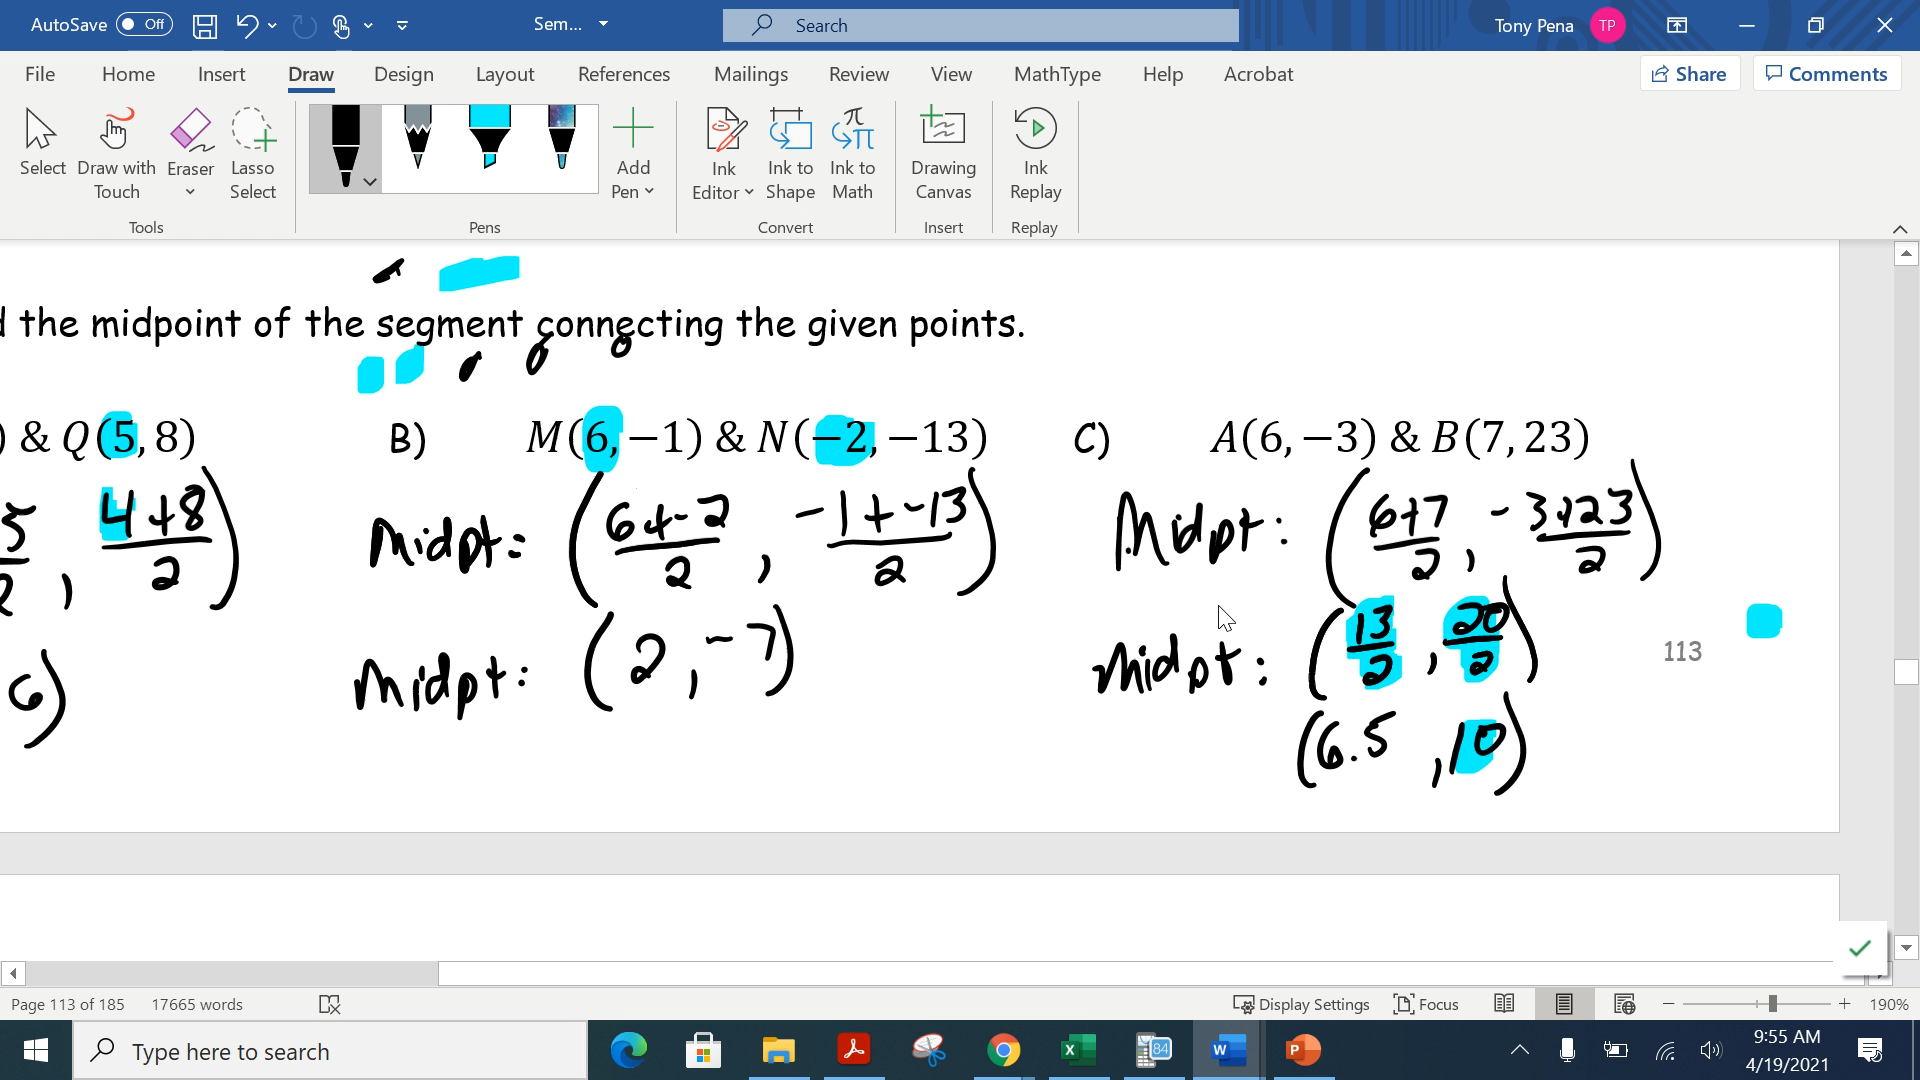 AutoSave Off Sem... Search Tony Pena TP
File Home Insert Draw Design Layout References Mailings Review View MathType Help Acrobat Share Comments
Select Draw with Touch Eraser Lasso Select Add Pen Ink Editor Ink to Shape Ink to Math Drawing Canvas Ink Replay
Tools Pens Convert Insert Replay
the midpoint of the segment connecting the given points.
) & Q(5, 8) B) M(6, −1) & N(−2, −13) C) A(6, −3) & B(7, 23)
5/2 , 4+8/2) Midpt= (6+-2/2 , -1+-13/2) Midpt: (6+7/2 , -3+23/2)
6) Midpt: (2, -7) Midpt: (13/2 , 20/2) 113
(6.5 , 10)
Page 113 of 185 17665 words Display Settings Focus 190%
Type here to search 84 9:55 AM
4/19/2021